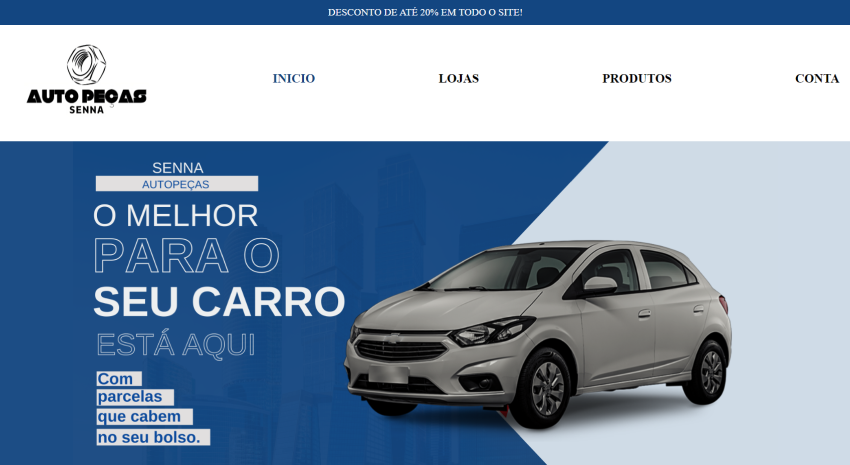 DESCONTO DE ATÉ 20% EM TODO O SITE!
AUTO PEÇAS
SENNA
INICIO
LOJAS
PRODUTOS
CONTA
SENNA
AUTOPEÇAS
O MELHOR
PARA O
SEU CARRO
ESTÁ AQUI
Com
parcelas
que cabem
no seu bolso.